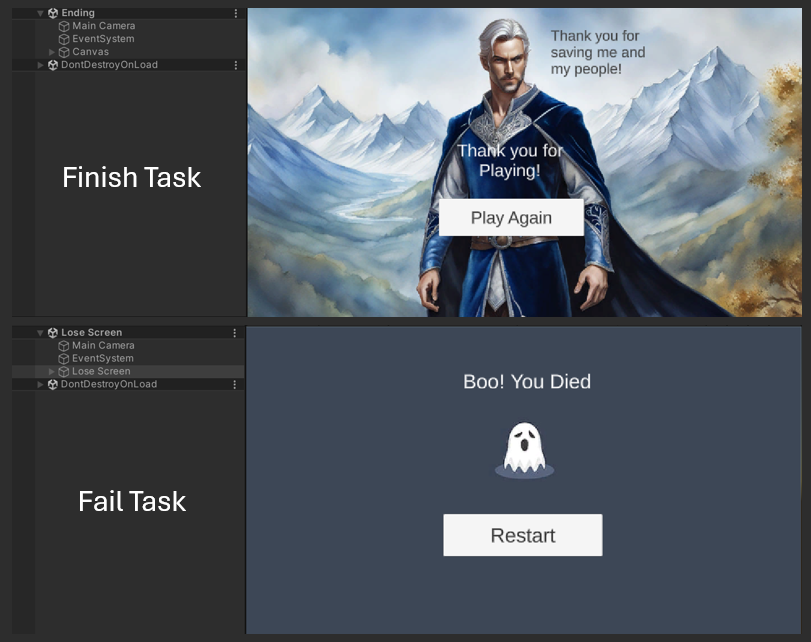 Ending
Main Camera
EventSystem
Canvas
DontDestroyOnLoad
Finish Task
Thank you for
saving me and
my people!
Thank you for
Playing!
Play Again
Lose Screen
Main Camera
EventSystem
Lose Screen
DontDestroyOnLoad
Fail Task
Boo! You Died
Restart